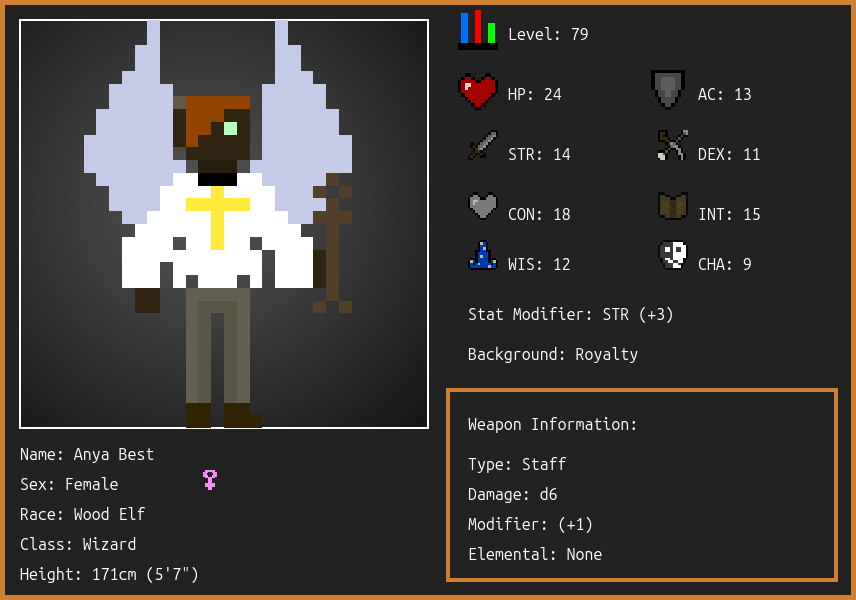 Level: 79
HP: 24
AC: 13
STR: 14
DEX: 11
CON: 18
INT: 15
WIS: 12
CHA: 9
Stat Modifier: STR (+3)
Background: Royalty
Weapon Information:
Type: Staff
Damage: d6
Modifier: (+1)
Elemental: None
Name: Anya Best
Sex: Female
Race: Wood Elf
Class: Wizard
Height: 171cm (5'7")